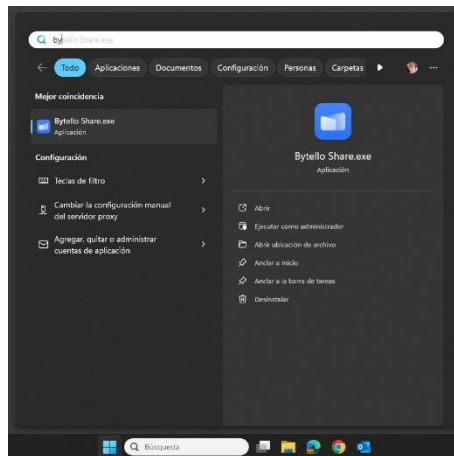 bytello Share.exe
Todo Aplicaciones Documentos Configuración Personas Carpetas
Mejor coincidencia
Bytello Share.exe
Aplicación
Configuración
Teclas de filtro
Cambiar la configuración manual
del servidor proxy
Agregar, quitar o administrar
cuentas de aplicación
Bytello Share.exe
Aplicación
Abrir
Ejecutar como administrador
Abrir ubicación de archivo
Anclar a Inicio
Anclar a la barra de tareas
Desinstalar
Búsqueda